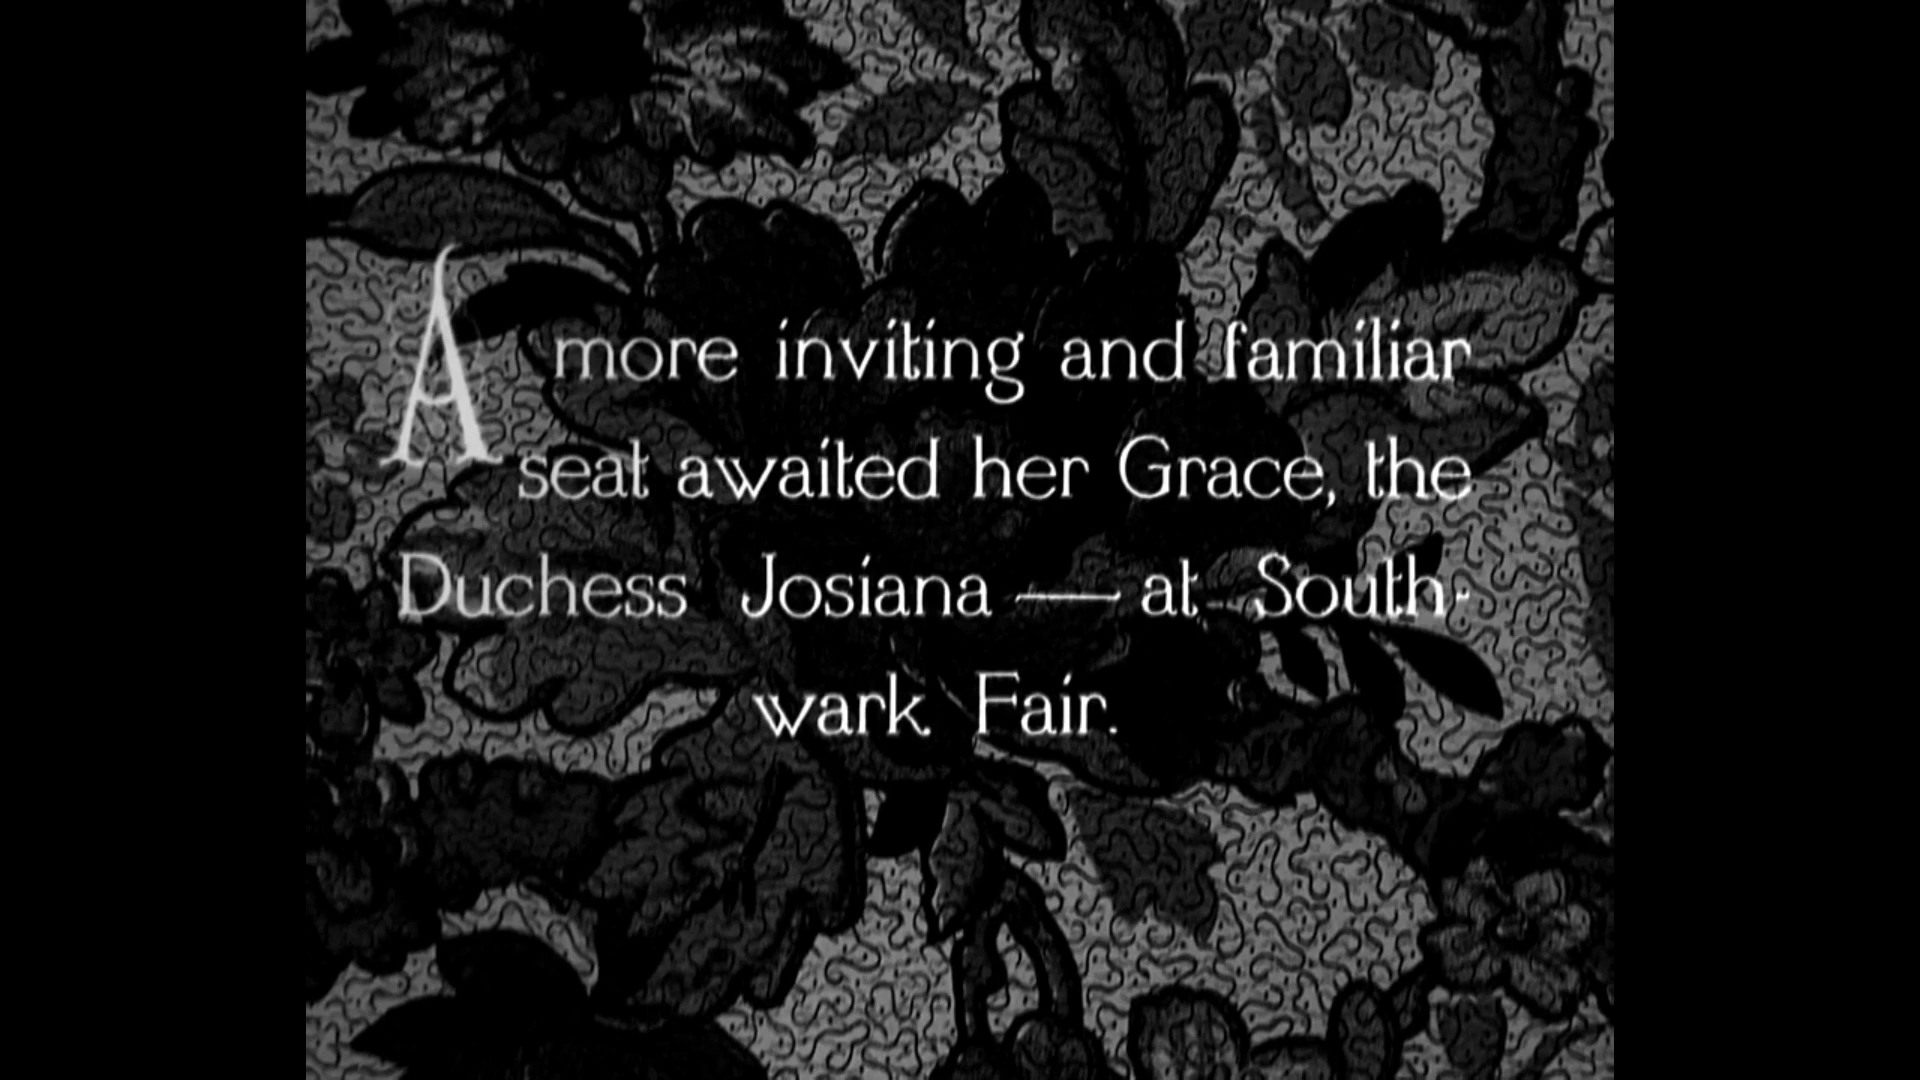 A more inviting and familiar
seat awaited her Grace, the
Duchess Josiana — at South-
wark Fair.